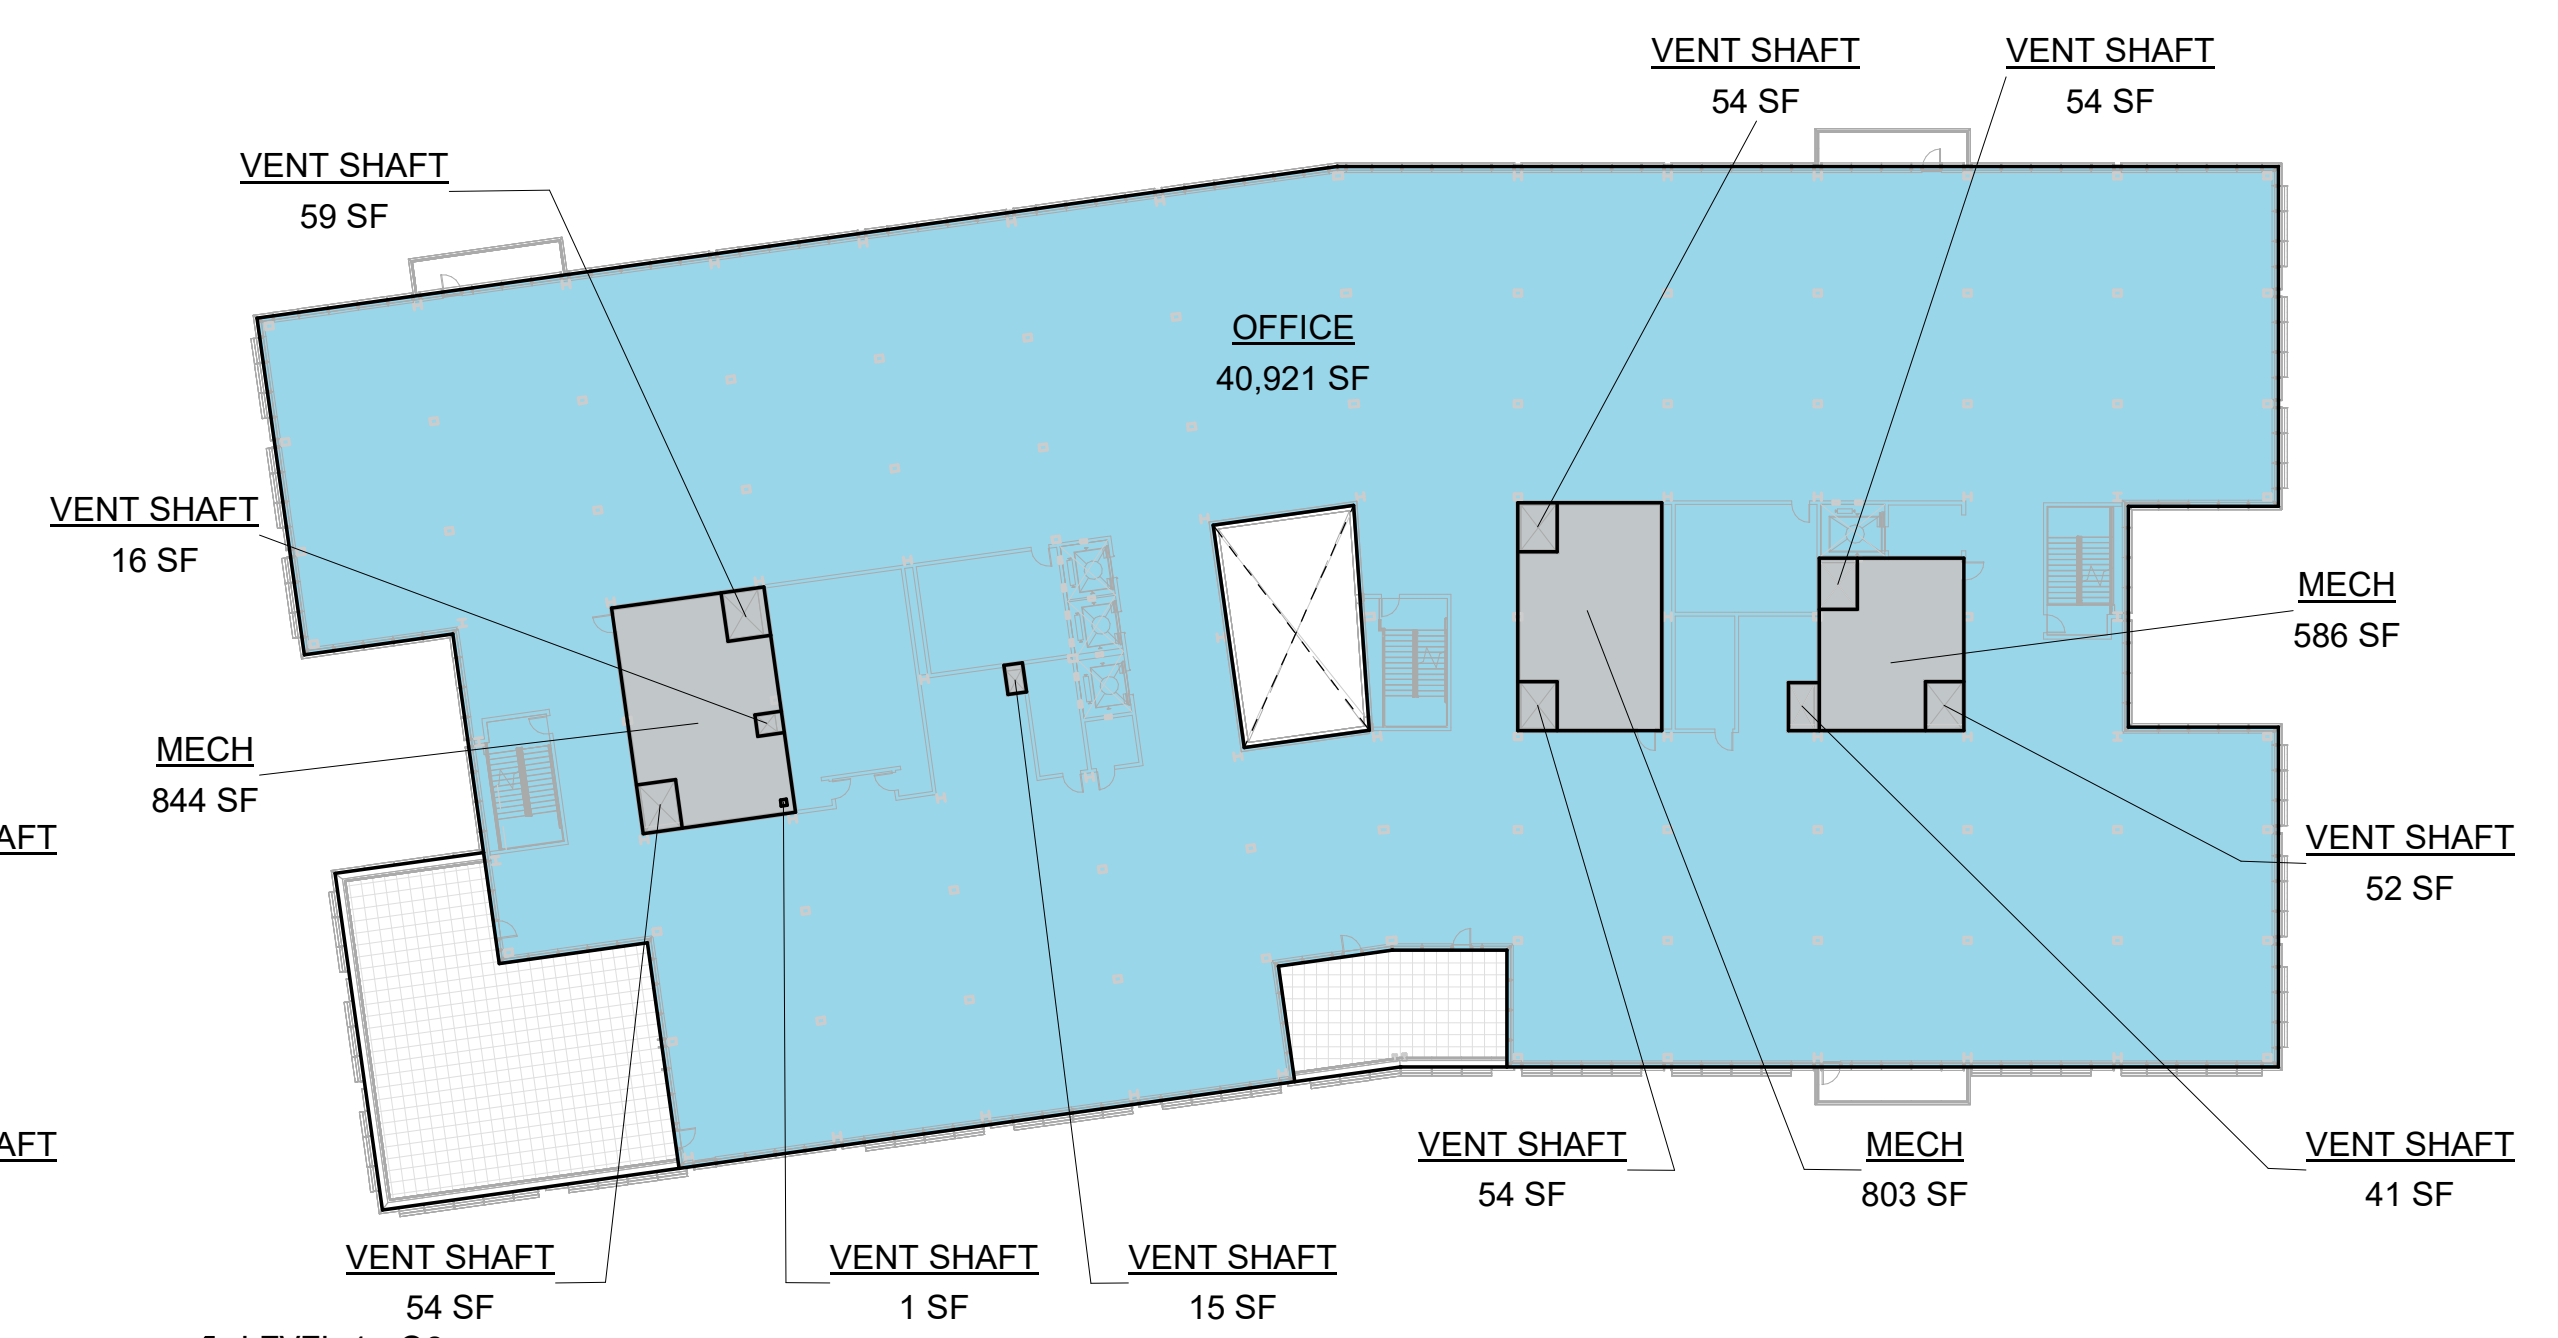 VENT SHAFT
54 SF
VENT SHAFT
54 SF
VENT SHAFT
59 SF
OFFICE
40,921 SF
VENT SHAFT
16 SF
MECH
586 SF
MECH
844 SF
AFT
VENT SHAFT
52 SF
AFT
VENT SHAFT
54 SF
MECH
803 SF
VENT SHAFT
41 SF
VENT SHAFT
54 SF
VENT SHAFT
1 SF
VENT SHAFT
15 SF